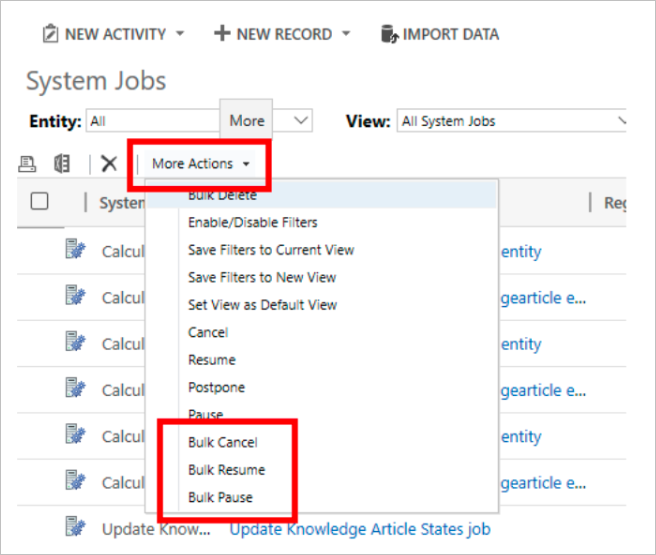 NEW ACTIVITY NEW RECORD IMPORT DATA
System Jobs
Entity: All More View: All System Jobs
More Actions
System Reg
Bulk Delete
Enable/Disable Filters
Save Filters to Current View
Save Filters to New View
Set View as Default View
Cancel
Resume
Postpone
Pause
Bulk Cancel
Bulk Resume
Bulk Pause
Calcul entity
Calcul gearticle e...
Calcul entity
Calcul gearticle e...
Calcul entity
Calcul gearticle e...
Update Know... Update Knowledge Article States job